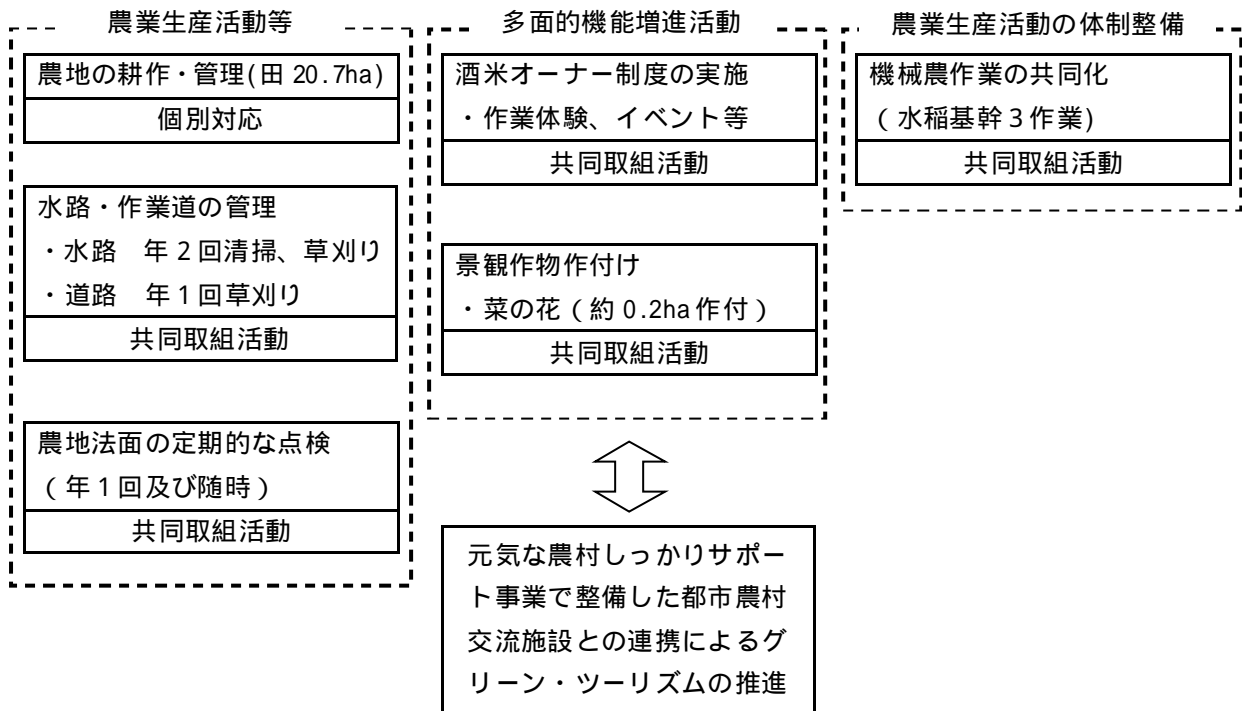 農業生産活動等
農地の耕作・管理(田 20.7ha)
個別対応
水路・作業道の管理
・水路　年２回清掃、草刈り
・道路　年１回草刈り
共同取組活動
農地法面の定期的な点検
（年１回及び随時）
共同取組活動
多面的機能増進活動
酒米オーナー制度の実施
・作業体験、イベント等
共同取組活動
景観作物作付け
・菜の花（約 0.2ha 作付）
共同取組活動
元気な農村しっかりサポー
ト事業で整備した都市農村
交流施設との連携によるグ
リーン・ツーリズムの推進
農業生産活動の体制整備
機械農作業の共同化
（水稲基幹３作業)
共同取組活動